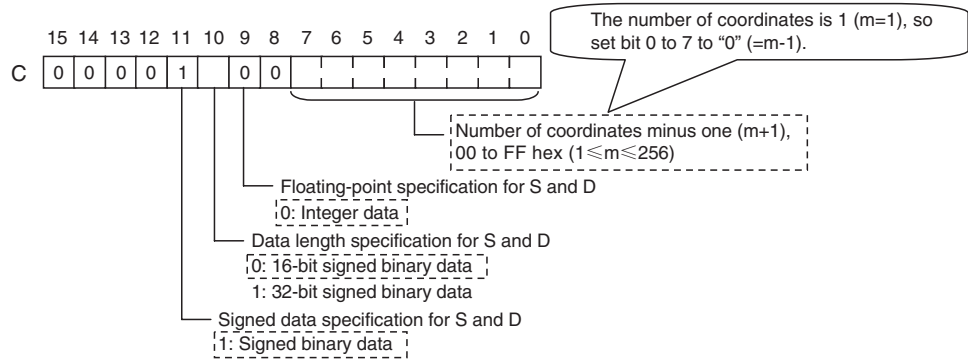 The number of coordinates is 1 (m=1), so
set bit 0 to 7 to “0” (=m-1).
15 14 13 12 11 10 9 8 7 6 5 4 3 2 1 0
C 0 0 0 0 1 0 0
Number of coordinates minus one (m+1),
00 to FF hex (1≤m≤256)
Floating-point specification for S and D
0: Integer data
Data length specification for S and D
0: 16-bit signed binary data
1: 32-bit signed binary data
Signed data specification for S and D
1: Signed binary data